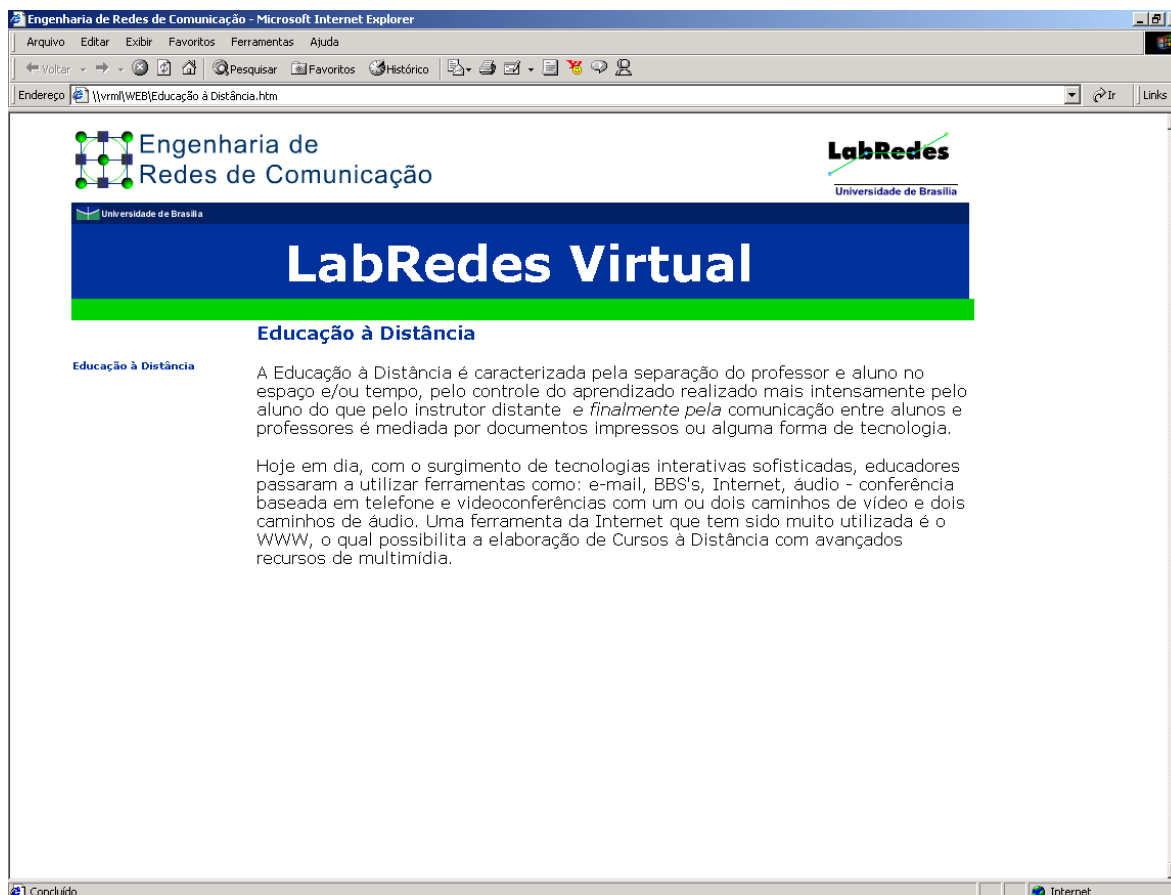 Engenharia de Redes de Comunicação - Microsoft Internet Explorer
Arquivo Editar Exibir Favoritos Ferramentas Ajuda
Voltar Pesquisar Favoritos Histórico
Endereço \\vrml\WEB\Educação à Distância.htm Ir Links
Engenharia de
Redes de Comunicação
LabRedes
Universidade de Brasília
Universidade de Brasília
LabRedes Virtual
Educação à Distância
Educação à Distância
A Educação à Distância é caracterizada pela separação do professor e aluno no
espaço e/ou tempo, pelo controle do aprendizado realizado mais intensamente pelo
aluno do que pelo instrutor distante e finalmente pela comunicação entre alunos e
professores é mediada por documentos impressos ou alguma forma de tecnologia.
Hoje em dia, com o surgimento de tecnologias interativas sofisticadas, educadores
passaram a utilizar ferramentas como: e-mail, BBS's, Internet, áudio - conferência
baseada em telefone e videoconferências com um ou dois caminhos de vídeo e dois
caminhos de áudio. Uma ferramenta da Internet que tem sido muito utilizada é o
WWW, o qual possibilita a elaboração de Cursos à Distância com avançados
recursos de multimídia.
Concluído Internet